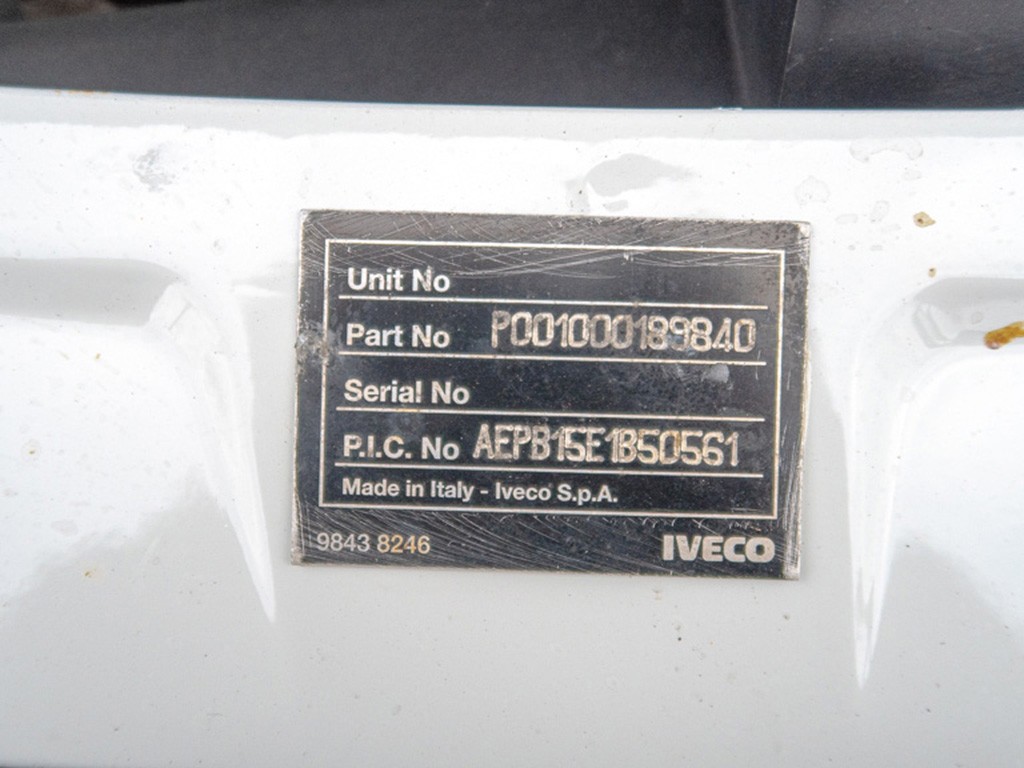 Unit No
Part No P001000189840
Serial No
P.I.C. No AEPB15E1B50561
Made in Italy - Iveco S.p.A.
9843 8246 IVECO